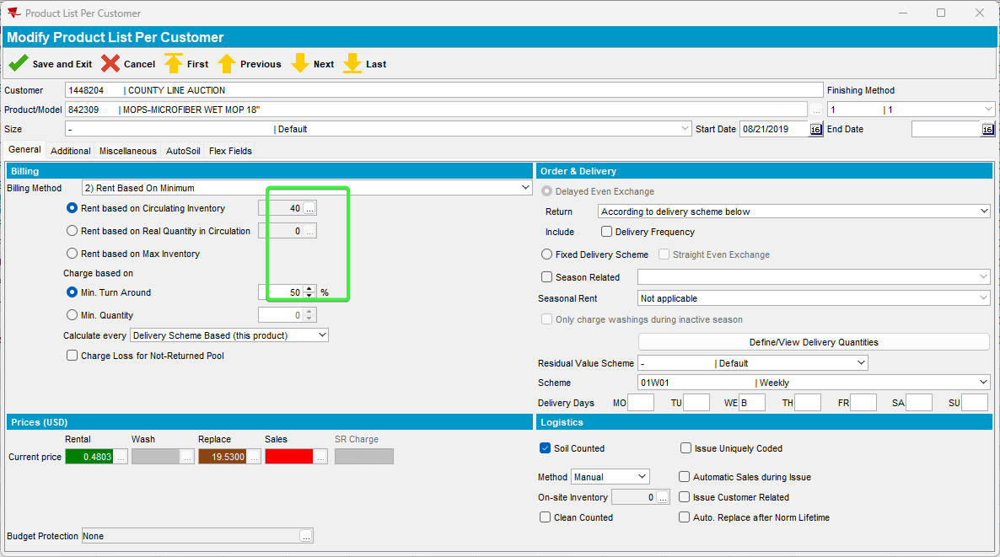 Product List Per Customer
Modify Product List Per Customer
Save and Exit Cancel First Previous Next Last
Customer 1448204 | COUNTY LINE AUCTION Finishing Method
Product/Model 842309 | MOPS-MICROFIBER WET MOP 18" ... 1 | 1
Size - | Default Start Date 08/21/2019 16 End Date 16
General Additional Miscellaneous AutoSoil Flex Fields
Billing
Billing Method 2) Rent Based On Minimum
Rent based on Circulating Inventory 40 ...
Rent based on Real Quantity in Circulation 0 ...
Rent based on Max Inventory
Charge based on
Min. Turn Around 50 %
Min. Quantity 0
Calculate every Delivery Scheme Based (this product)
Charge Loss for Not-Returned Pool
Order & Delivery
Delayed Even Exchange
Return According to delivery scheme below
Include Delivery Frequency
Fixed Delivery Scheme Straight Even Exchange
Season Related
Seasonal Rent Not applicable
Only charge washings during inactive season
Define/View Delivery Quantities
Residual Value Scheme - | Default
Scheme 01W01 | Weekly
Delivery Days MO TU WE B TH FR SA SU
Prices (USD)
Rental Wash Replace Sales SR Charge
Current price 0.4803 ... ... 19.5300 ... ...
Budget Protection None ...
Logistics
Soil Counted Issue Uniquely Coded
Method Manual Automatic Sales during Issue
On-site Inventory 0 ... Issue Customer Related
Clean Counted Auto. Replace after Norm Lifetime